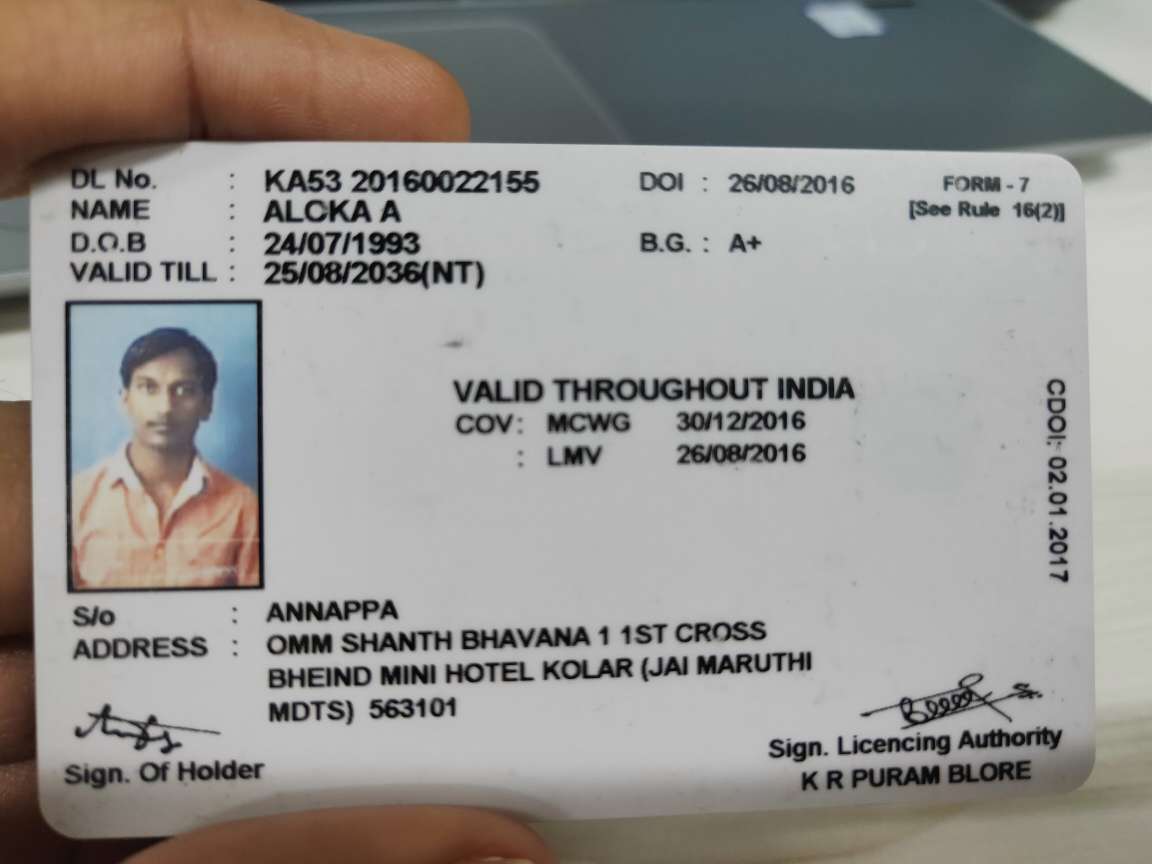 DL No. : KA53 20160022155 DOI : 26/08/2016 FORM - 7
NAME : ALOKA A [See Rule 16(2)]
D.O.B : 24/07/1993 B.G. : A+
VALID TILL : 25/08/2036(NT)
VALID THROUGHOUT INDIA
COV : MCWG 30/12/2016
: LMV 26/08/2016
CDOI: 02.01.2017
S/o : ANNAPPA
ADDRESS : OMM SHANTH BHAVANA 1 1ST CROSS
BHEIND MINI HOTEL KOLAR (JAI MARUTHI
MDTS) 563101
Sign. Of Holder
Sign. Licencing Authority
K R PURAM BLORE